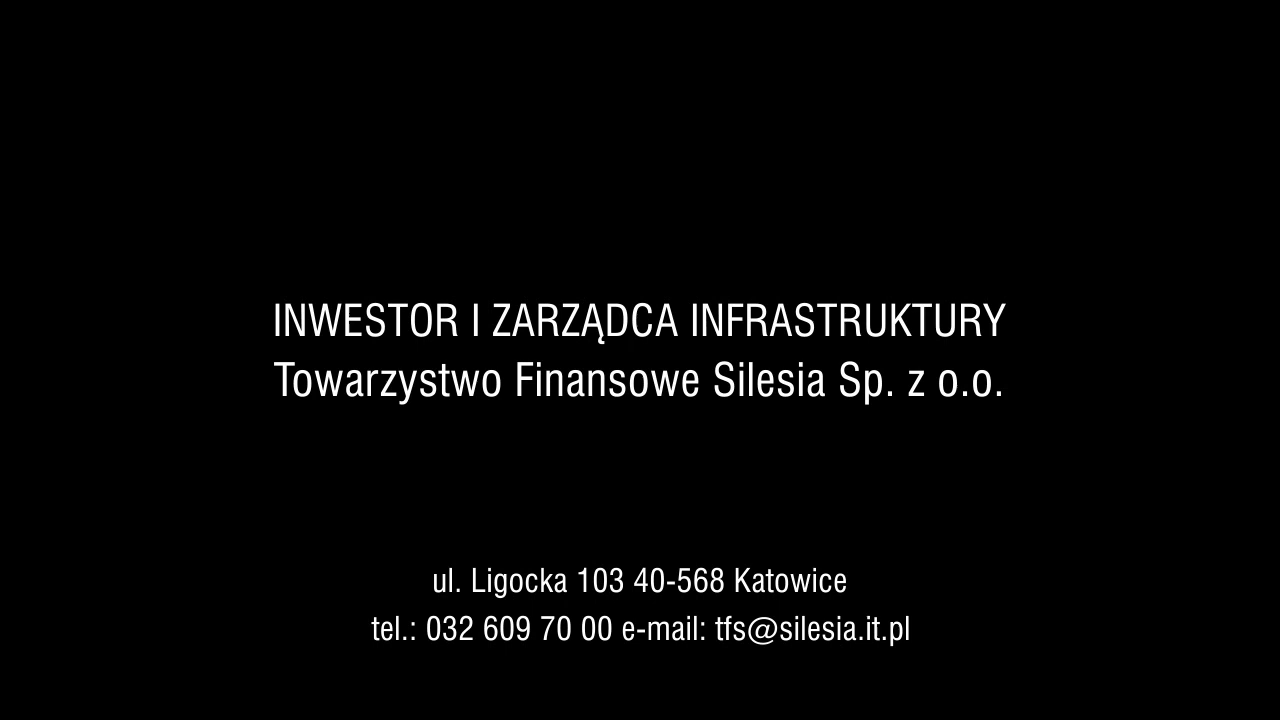 INWESTOR I ZARZĄDCA INFRASTRUKTURY
Towarzystwo Finansowe Silesia Sp. z o.o.
ul. Ligocka 103 40-568 Katowice
tel.: 032 609 70 00 e-mail: tfs@silesia.it.pl